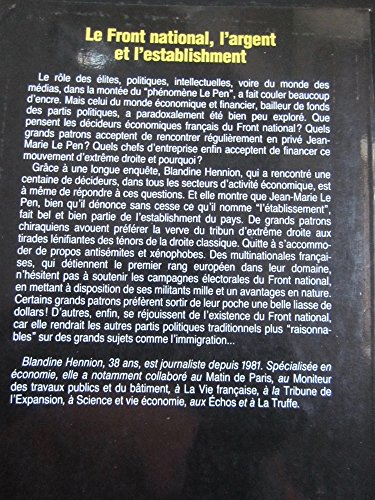 Le Front national, l'argent
et l'establishment
Le rôle des élites, politiques, intellectuelles, voire du monde des
médias, dans la montée du "phénomène Le Pen", a fait couler beaucoup
d'encre. Mais celui du monde économique et financier, bailleur de fonds
des partis politiques, a paradoxalement été bien peu exploré. Que
pensent les décideurs économiques français du Front national? Quels
grands patrons acceptent de rencontrer régulièrement en privé Jean-
Marie Le Pen? Quels chefs d'entreprise enfin acceptent de financer ce
mouvement d'extrême droite et pourquoi?
Grâce à une longue enquête, Blandine Hennion, qui a rencontré une
centaine de décideurs, dans tous les secteurs d'activité économique, est
à même de répondre à ces questions. Et elle montre que Jean-Marie Le
Pen, bien qu'il dénonce sans cesse ce qu'il nomme "l'établissement",
fait bel et bien partie de l'establishment du pays. De grands patrons
chiraquiens avouent préférer la verve du tribun d'extrême droite aux
tirades lénifiantes des ténors de la droite classique. Quitte à s'accommo-
der de propos antisémites et xénophobes. Des multinationales françai-
ses, qui détiennent le premier rang européen dans leur domaine,
n'hésitent pas à soutenir les campagnes électorales du Front national,
en mettant à disposition de ses militants mille et un avantages en nature.
Certains grands patrons préfèrent sortir de leur poche une belle liasse de
dollars! D'autres, enfin, se réjouissent de l'existence du Front national,
car elle rendrait les autres partis politiques traditionnels plus "raisonna-
bles" sur des grands sujets comme l'immigration...
Blandine Hennion, 38 ans, est journaliste depuis 1981. Spécialisée en
économie, elle a notamment collaboré au Matin de Paris, au Moniteur
des travaux publics et du bâtiment, à La Vie française, à la Tribune de
l'Expansion, à Science et vie économie, aux Échos et à La Truffe.